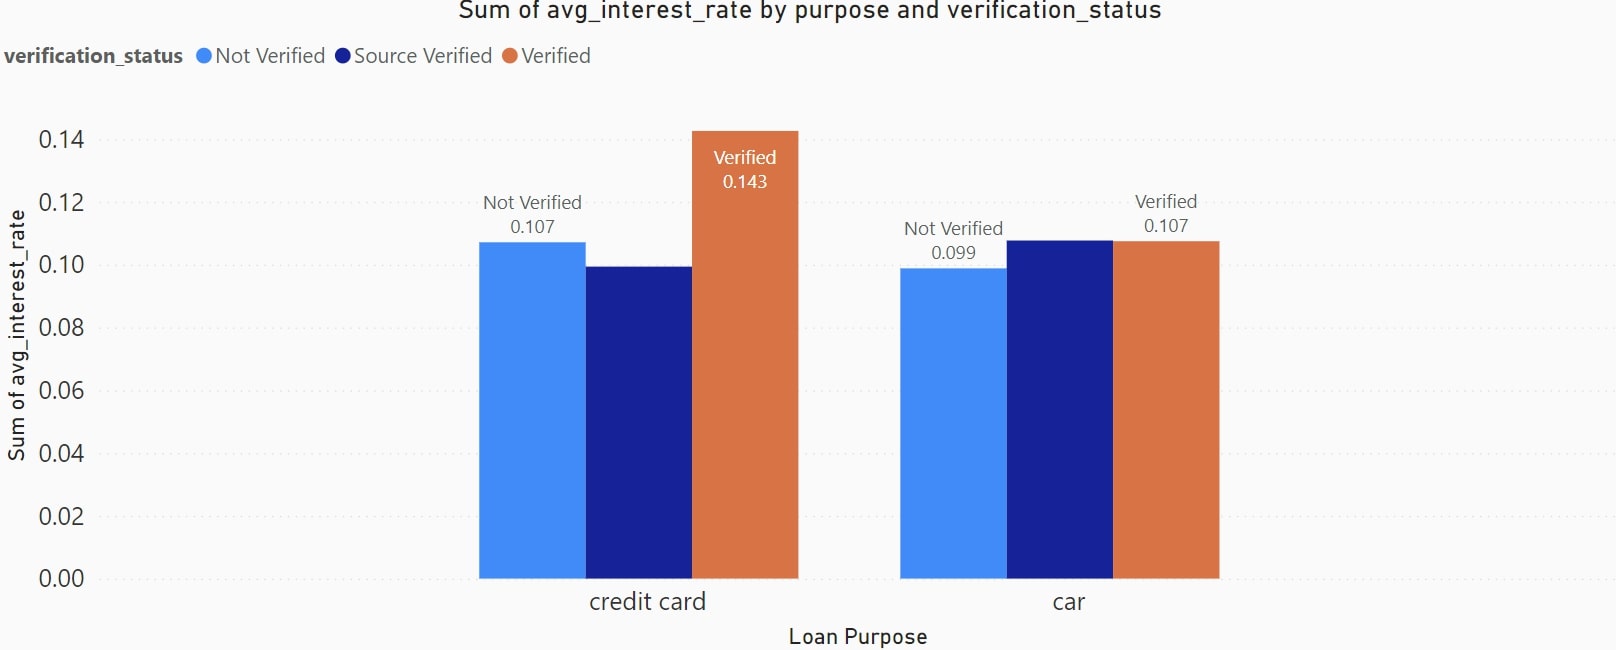 Sum of avg_interest_rate by purpose and verification_status
verification_status Not Verified Source Verified Verified
0.14
0.12
0.10
0.08
0.06
0.04
0.02
0.00
Sum of avg_interest_rate
Not Verified
0.107
Verified
0.143
Not Verified
0.099
Verified
0.107
credit card
car
Loan Purpose